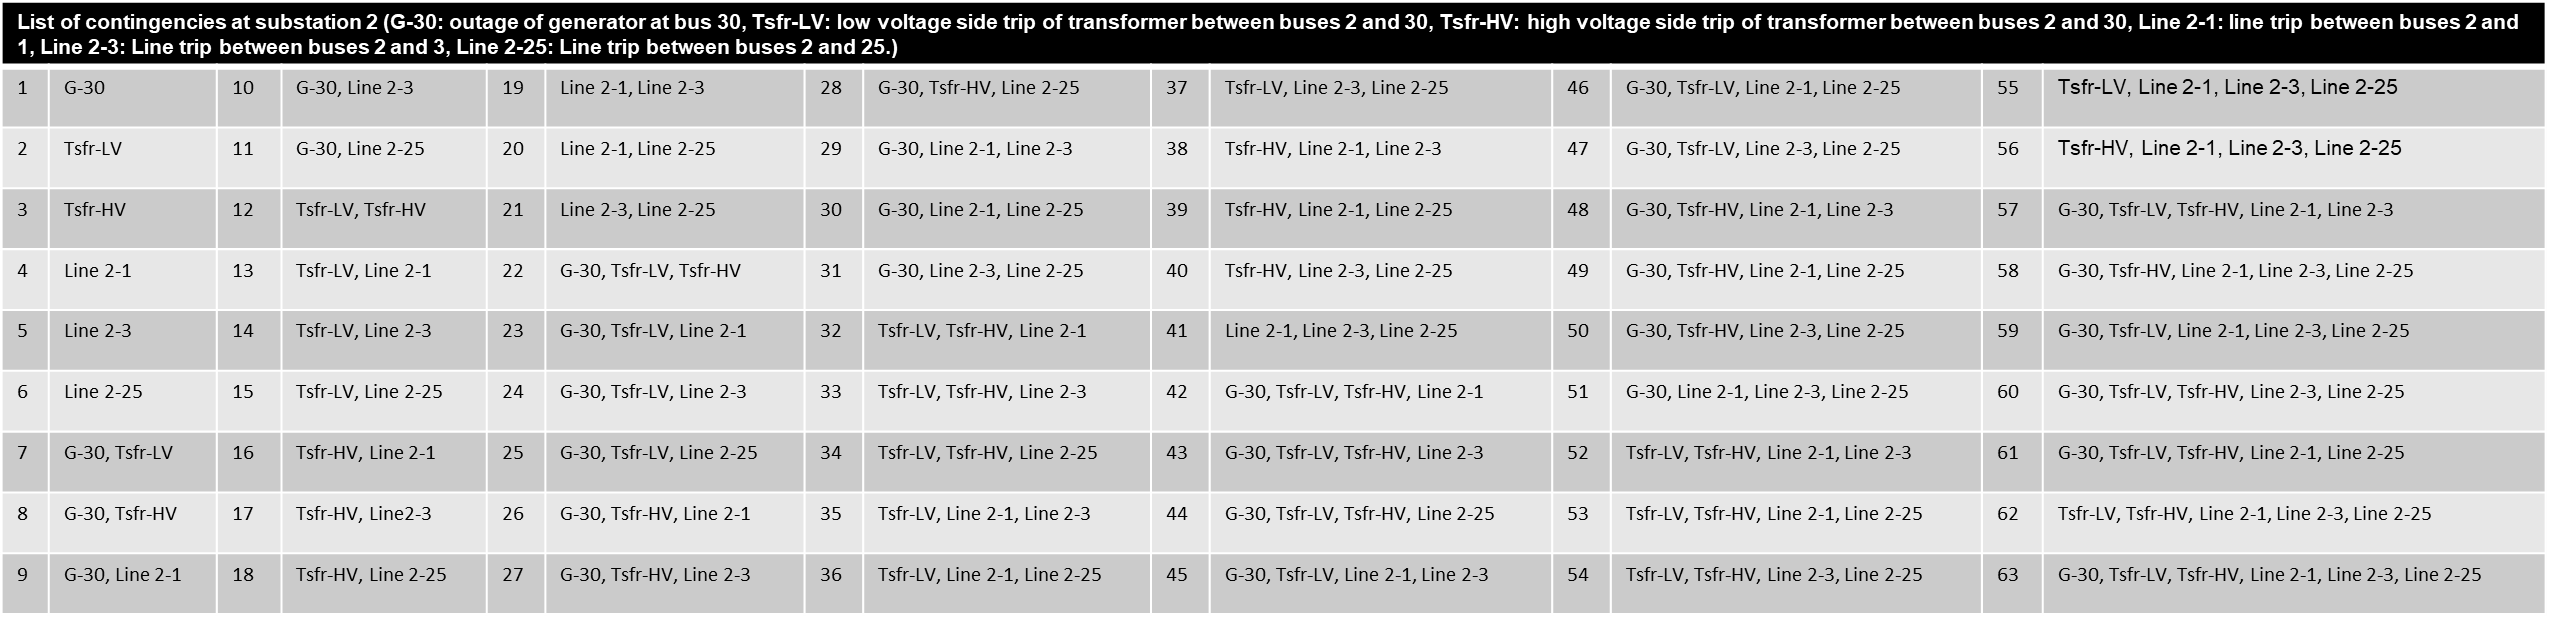 List of contingencies at substation 2 (G-30: outage of generator at bus 30, Tsfr-LV: low voltage side trip of transformer between buses 2 and 30, Tsfr-HV: high voltage side trip of transformer between buses 2 and 30, Line 2-1: line trip between buses 2 and
1, Line 2-3: Line trip between buses 2 and 3, Line 2-25: Line trip between buses 2 and 25.)
1 G-30 10 G-30, Line 2-3 19 Line 2-1, Line 2-3 28 G-30, Tsfr-HV, Line 2-25 37 Tsfr-LV, Line 2-3, Line 2-25 46 G-30, Tsfr-LV, Line 2-1, Line 2-25 55 Tsfr-LV, Line 2-1, Line 2-3, Line 2-25
2 Tsfr-LV 11 G-30, Line 2-25 20 Line 2-1, Line 2-25 29 G-30, Line 2-1, Line 2-3 38 Tsfr-HV, Line 2-1, Line 2-3 47 G-30, Tsfr-LV, Line 2-3, Line 2-25 56 Tsfr-HV, Line 2-1, Line 2-3, Line 2-25
3 Tsfr-HV 12 Tsfr-LV, Tsfr-HV 21 Line 2-3, Line 2-25 30 G-30, Line 2-1, Line 2-25 39 Tsfr-HV, Line 2-1, Line 2-25 48 G-30, Tsfr-HV, Line 2-1, Line 2-3 57 G-30, Tsfr-LV, Tsfr-HV, Line 2-1, Line 2-3
4 Line 2-1 13 Tsfr-LV, Line 2-1 22 G-30, Tsfr-LV, Tsfr-HV 31 G-30, Line 2-3, Line 2-25 40 Tsfr-HV, Line 2-3, Line 2-25 49 G-30, Tsfr-HV, Line 2-1, Line 2-25 58 G-30, Tsfr-HV, Line 2-1, Line 2-3, Line 2-25
5 Line 2-3 14 Tsfr-LV, Line 2-3 23 G-30, Tsfr-LV, Line 2-1 32 Tsfr-LV, Tsfr-HV, Line 2-1 41 Line 2-1, Line 2-3, Line 2-25 50 G-30, Tsfr-HV, Line 2-3, Line 2-25 59 G-30, Tsfr-LV, Line 2-1, Line 2-3, Line 2-25
6 Line 2-25 15 Tsfr-LV, Line 2-25 24 G-30, Tsfr-LV, Line 2-3 33 Tsfr-LV, Tsfr-HV, Line 2-3 42 G-30, Tsfr-LV, Tsfr-HV, Line 2-1 51 G-30, Line 2-1, Line 2-3, Line 2-25 60 G-30, Tsfr-LV, Tsfr-HV, Line 2-3, Line 2-25
7 G-30, Tsfr-LV 16 Tsfr-HV, Line 2-1 25 G-30, Tsfr-LV, Line 2-25 34 Tsfr-LV, Tsfr-HV, Line 2-25 43 G-30, Tsfr-LV, Tsfr-HV, Line 2-3 52 Tsfr-LV, Tsfr-HV, Line 2-1, Line 2-3 61 G-30, Tsfr-LV, Tsfr-HV, Line 2-1, Line 2-25
8 G-30, Tsfr-HV 17 Tsfr-HV, Line2-3 26 G-30, Tsfr-HV, Line 2-1 35 Tsfr-LV, Line 2-1, Line 2-3 44 G-30, Tsfr-LV, Tsfr-HV, Line 2-25 53 Tsfr-LV, Tsfr-HV, Line 2-1, Line 2-25 62 Tsfr-LV, Tsfr-HV, Line 2-1, Line 2-3, Line 2-25
9 G-30, Line 2-1 18 Tsfr-HV, Line 2-25 27 G-30, Tsfr-HV, Line 2-3 36 Tsfr-LV, Line 2-1, Line 2-25 45 G-30, Tsfr-LV, Line 2-1, Line 2-3 54 Tsfr-LV, Tsfr-HV, Line 2-3, Line 2-25 63 G-30, Tsfr-LV, Tsfr-HV, Line 2-1, Line 2-3, Line 2-25